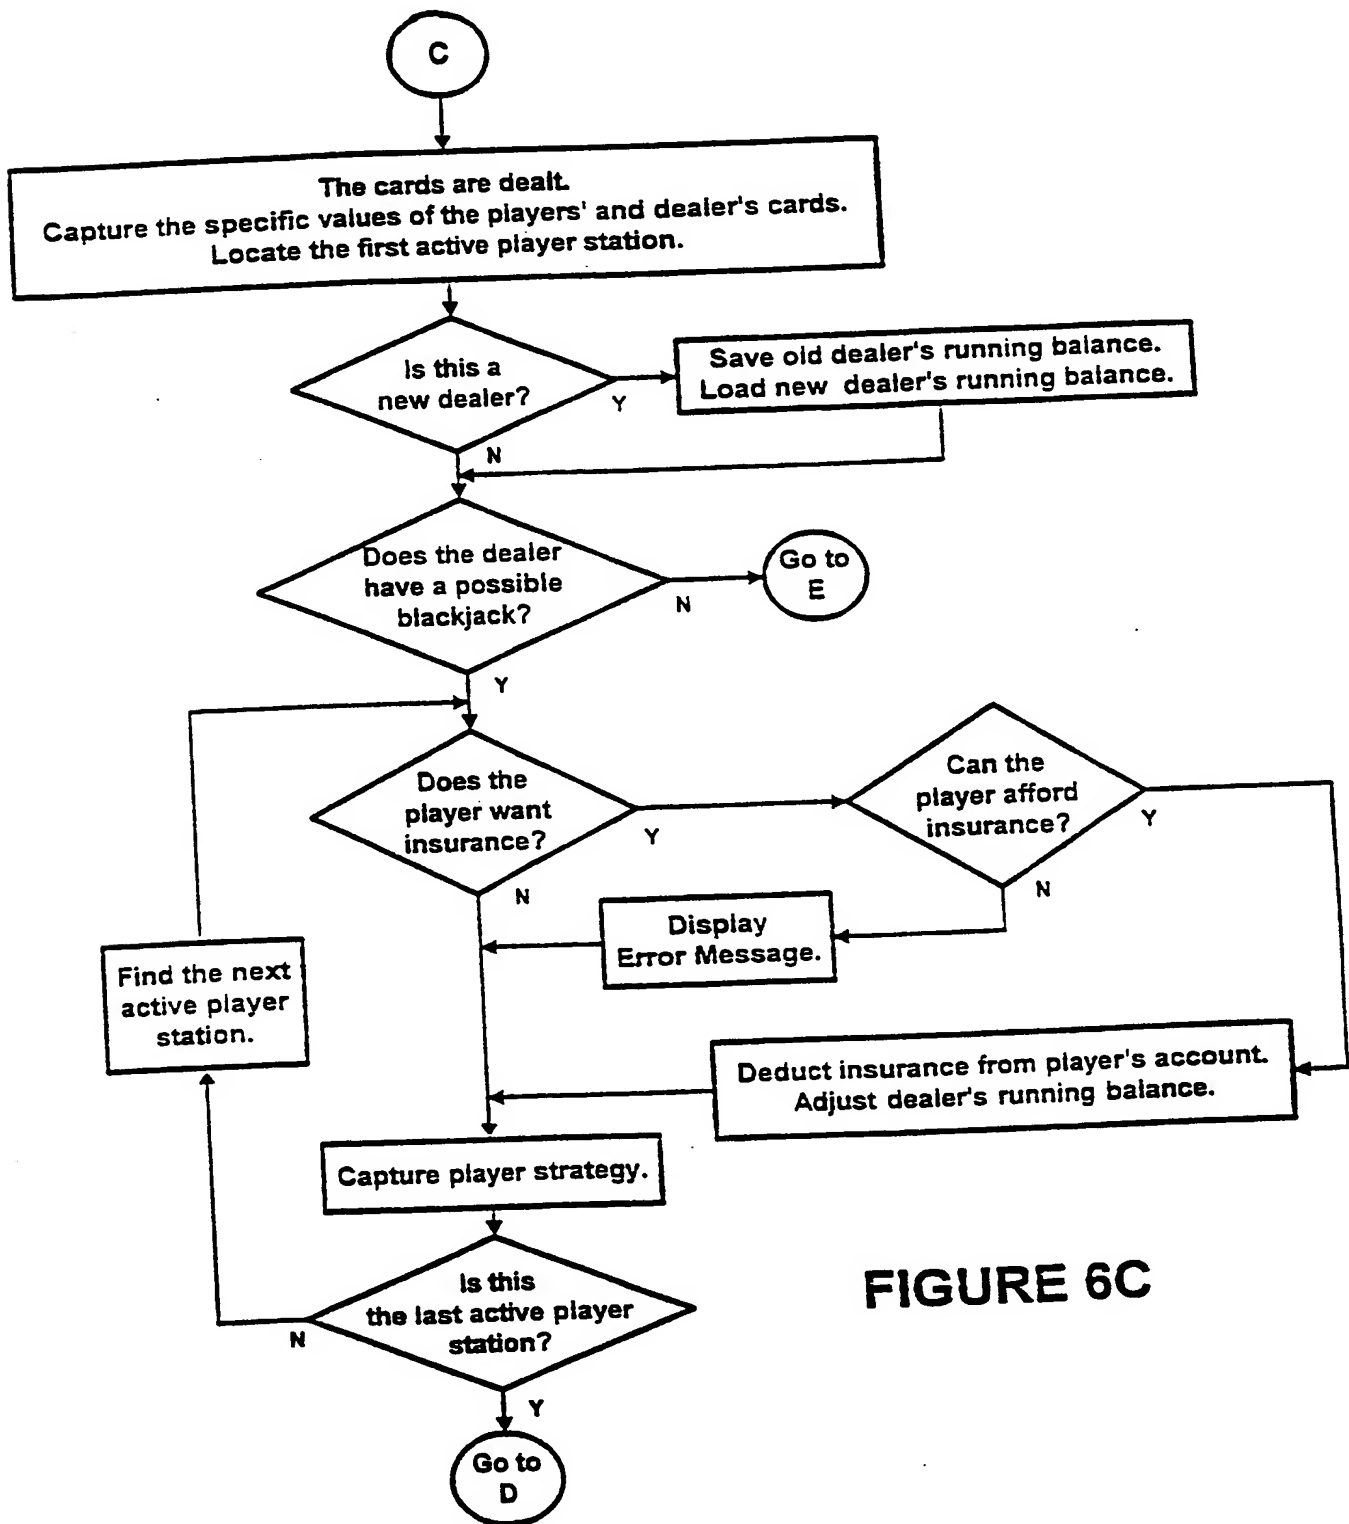 C
The cards are dealt.
Capture the specific values of the players' and dealer's cards.
Locate the first active player station.
Is this a
new dealer?
Y
Save old dealer's running balance.
Load new dealer's running balance.
N
Does the dealer
have a possible
blackjack?
N
Go to
E
Y
Does the
player want
insurance?
Y
Can the
player afford
insurance?
Y
N
N
Display
Error Message.
Find the next
active player
station.
Deduct insurance from player's account.
Adjust dealer's running balance.
Capture player strategy.
Is this
the last active player
station?
N
Y
Go to
D
FIGURE 6C